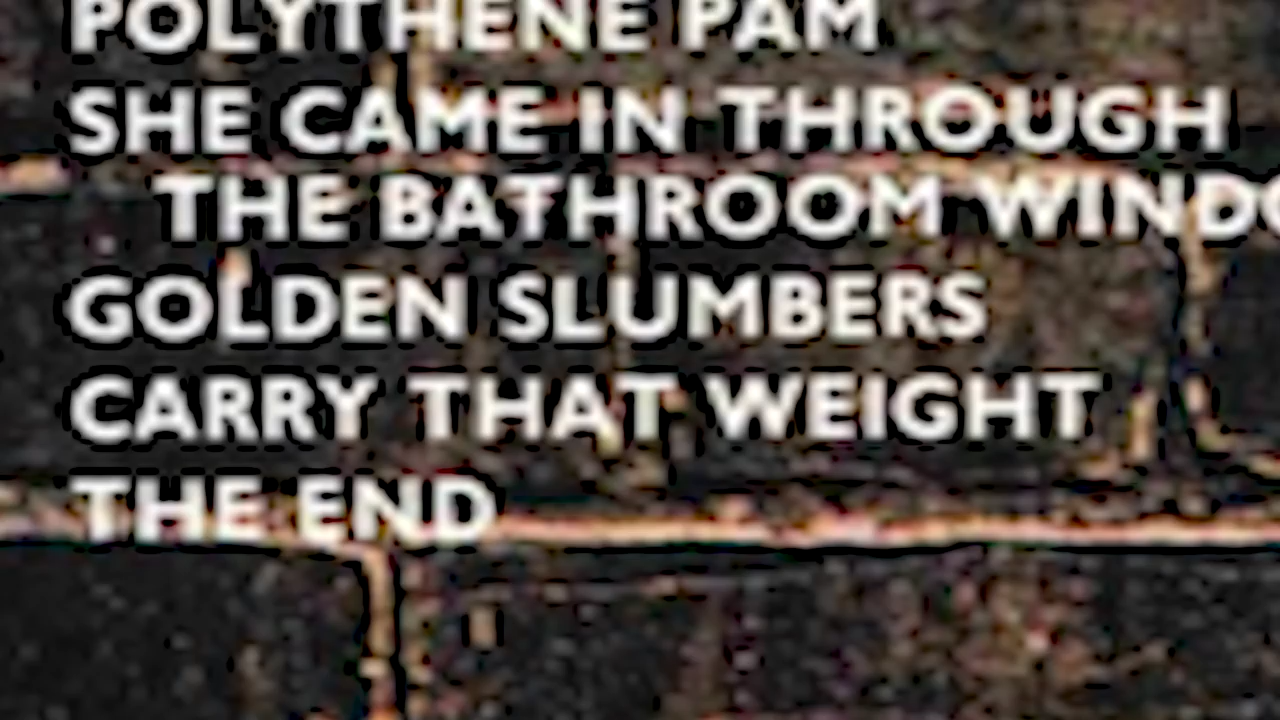 POLYTHENE PAM
SHE CAME IN THROUGH
THE BATHROOM WINDO
GOLDEN SLUMBERS
CARRY THAT WEIGHT
THE END